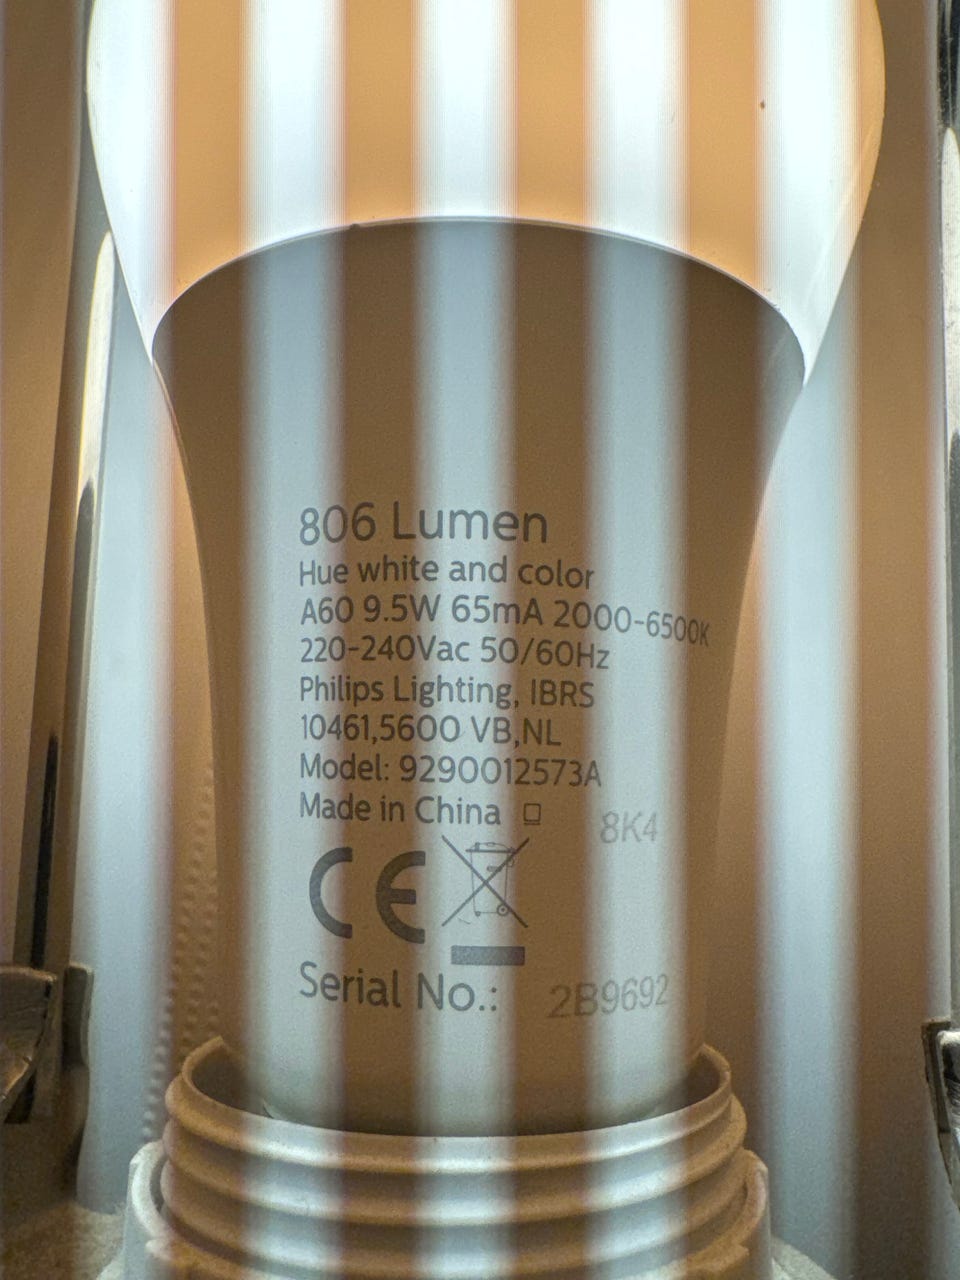 806 Lumen
Hue white and color
A60 9.5W 65mA 2000-6500K
220-240Vac 50/60Hz
Philips Lighting, IBRS
10461,5600 VB,NL
Model: 9290012573A
Made in China
8K4
CE
Serial No.: 2B9692